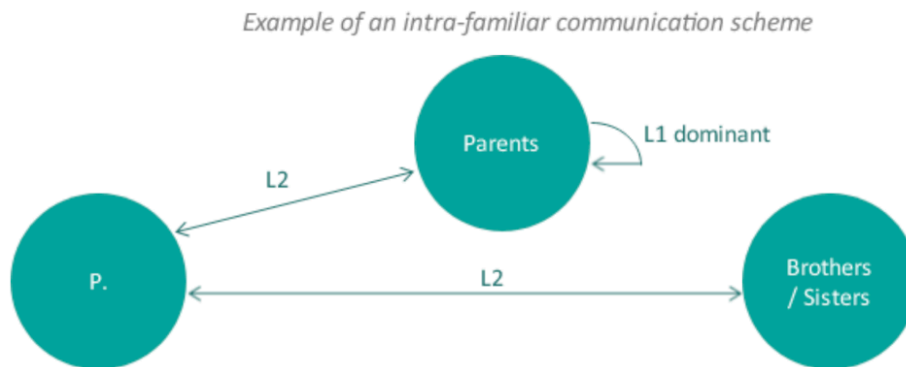 Example of an intra-familiar communication scheme
Parents
L1 dominant
L2
P.
L2
Brothers
/ Sisters